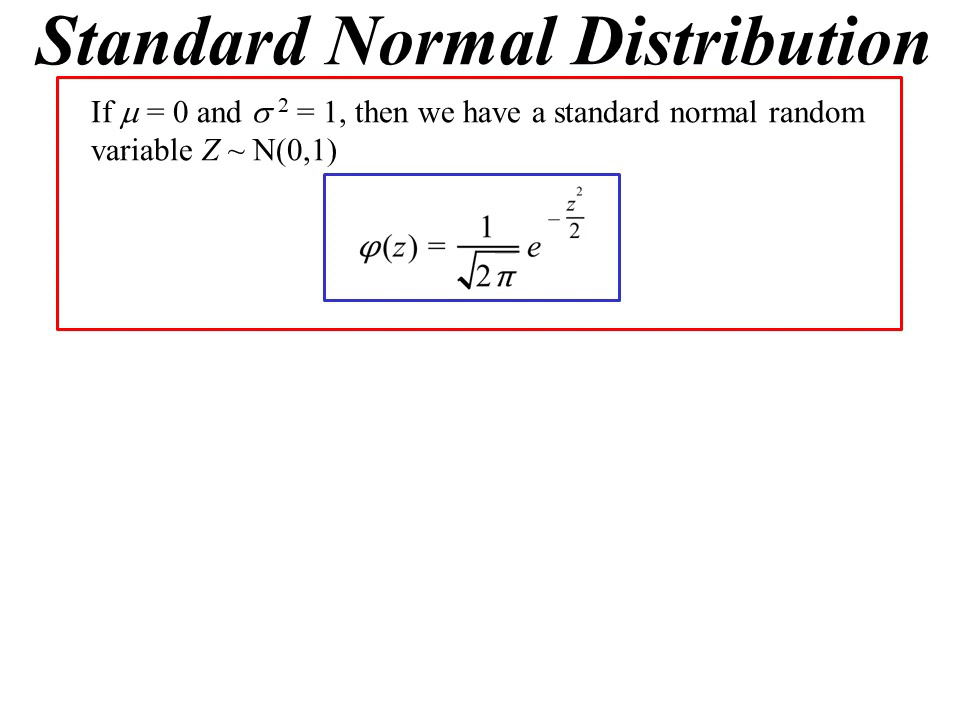 Standard Normal Distribution
If μ = 0 and σ² = 1, then we have a standard normal random
variable Z ~ N(0,1)
φ(z) = 1/√2π e^(−z²/2)